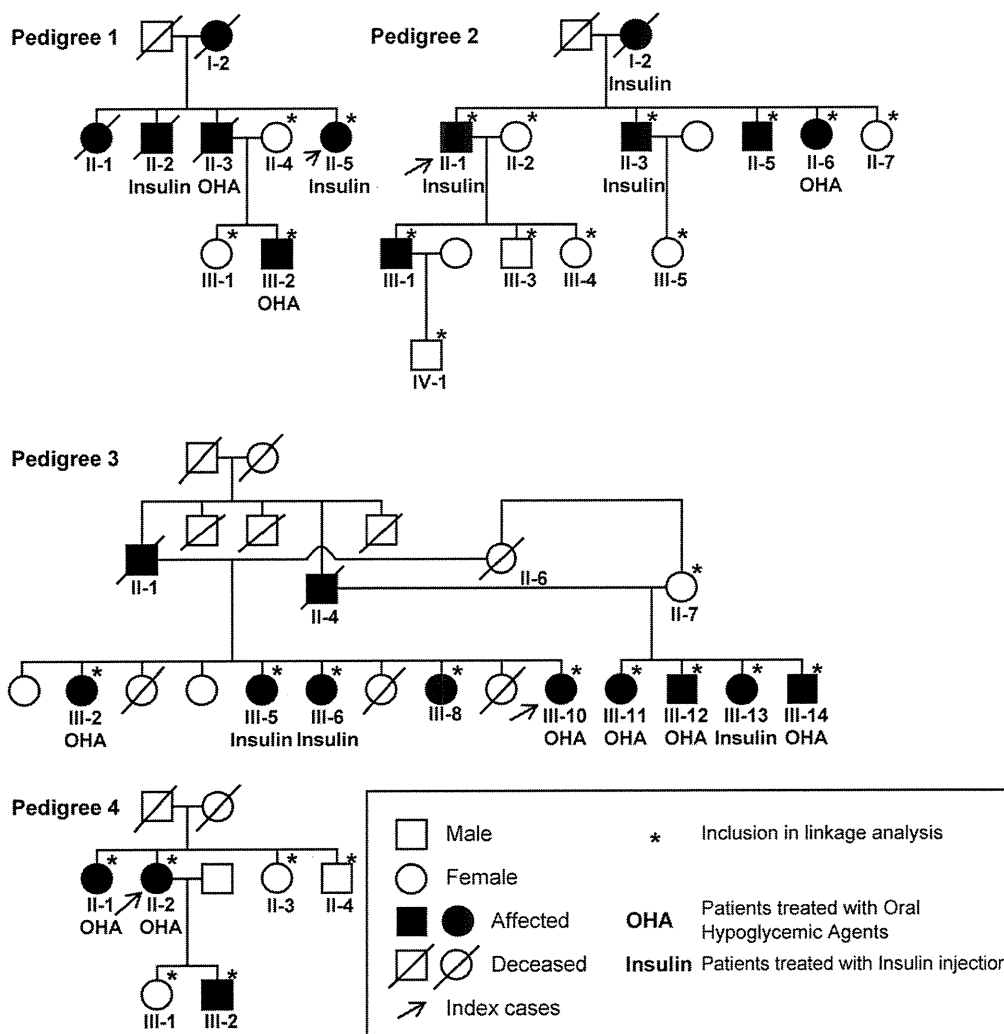 Pedigree 1
Pedigree 2
I-2
I-2
Insulin
* * * * * * * *
II-1 II-2 II-3 II-4 II-5
Insulin OHA Insulin
II-1 II-2 II-3 II-5 II-6 II-7
Insulin Insulin OHA
* * * * * *
III-1 III-2
OHA
III-1 III-3 III-4 III-5
*
IV-1
Pedigree 3
II-1 II-4 II-6 II-7 *
* * * * * * * * *
III-2 III-5 III-6 III-8 III-10 III-11 III-12 III-13 III-14
OHA Insulin Insulin OHA OHA OHA Insulin OHA
Pedigree 4
* * * *
II-1 II-2 II-3 II-4
OHA OHA
* *
III-1 III-2
Male
* Inclusion in linkage analysis
Female
Affected
OHA Patients treated with Oral
Hypoglycemic Agents
Deceased
Insulin Patients treated with Insulin injection
Index cases